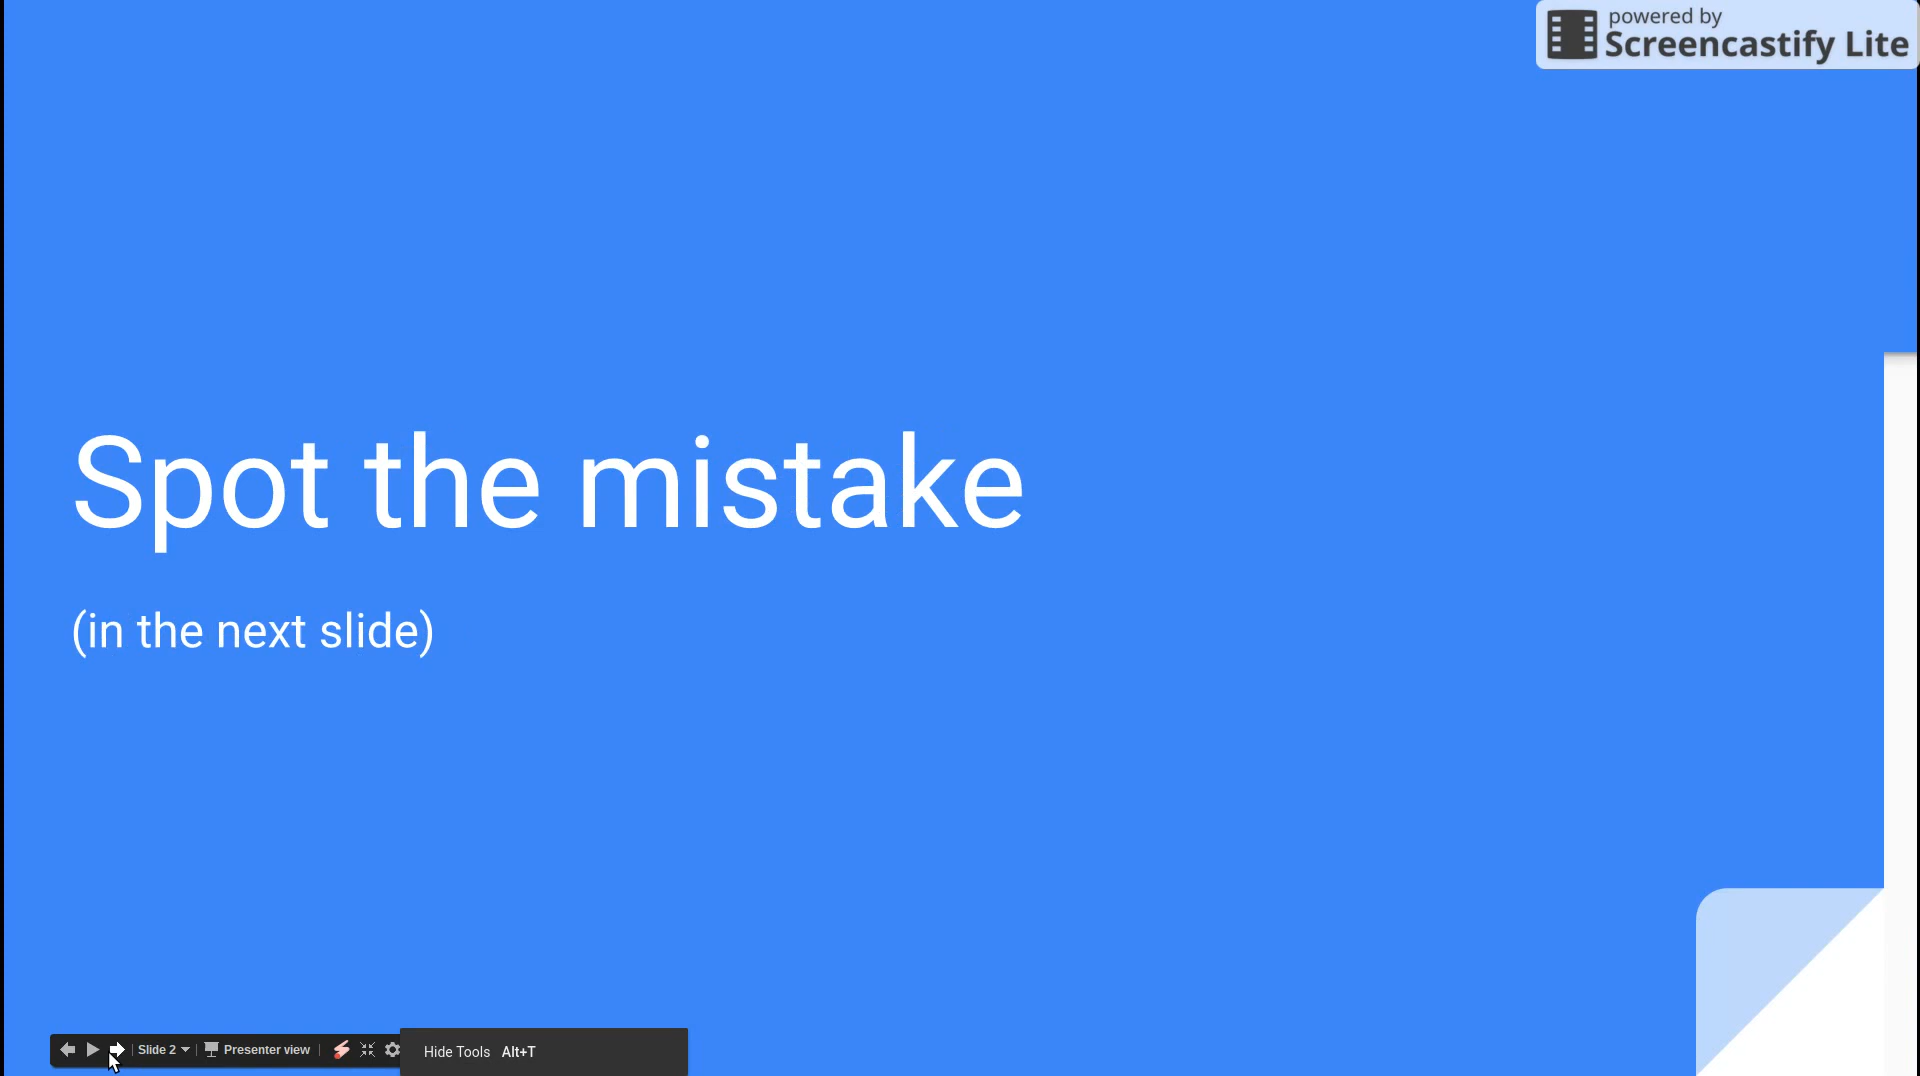 powered by
Screencastify Lite
Spot the mistake
(in the next slide)
Slide 2
Presenter view
Hide Tools Alt+T